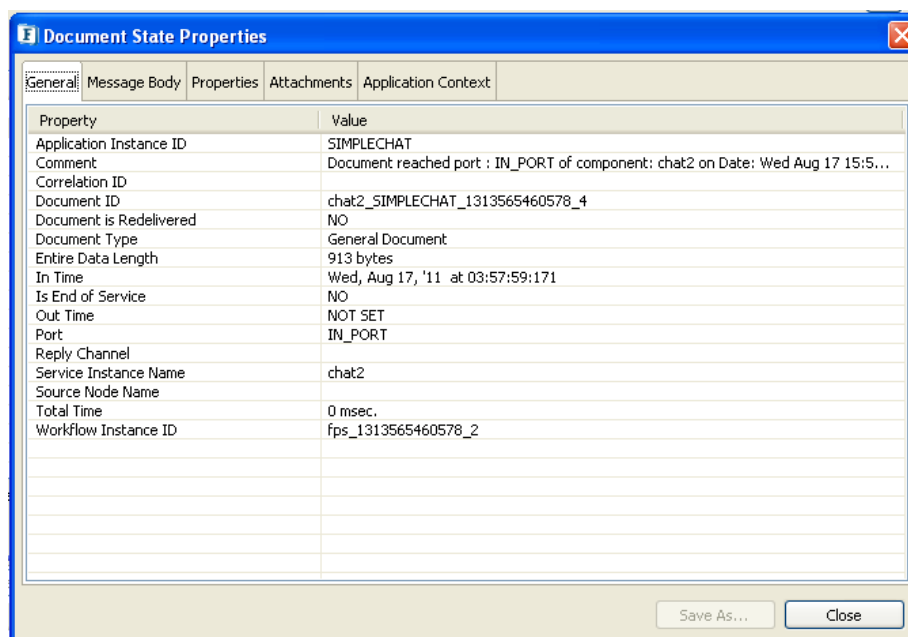 Document State Properties
General Message Body Properties Attachments Application Context
Property Value
Application Instance ID SIMPLECHAT
Comment Document reached port : IN_PORT of component: chat2 on Date: Wed Aug 17 15:5...
Correlation ID
Document ID chat2_SIMPLECHAT_1313565460578_4
Document is Redelivered NO
Document Type General Document
Entire Data Length 913 bytes
In Time Wed, Aug 17, '11 at 03:57:59:171
Is End of Service NO
Out Time NOT SET
Port IN_PORT
Reply Channel
Service Instance Name chat2
Source Node Name
Total Time 0 msec.
Workflow Instance ID fps_1313565460578_2
Save As... Close